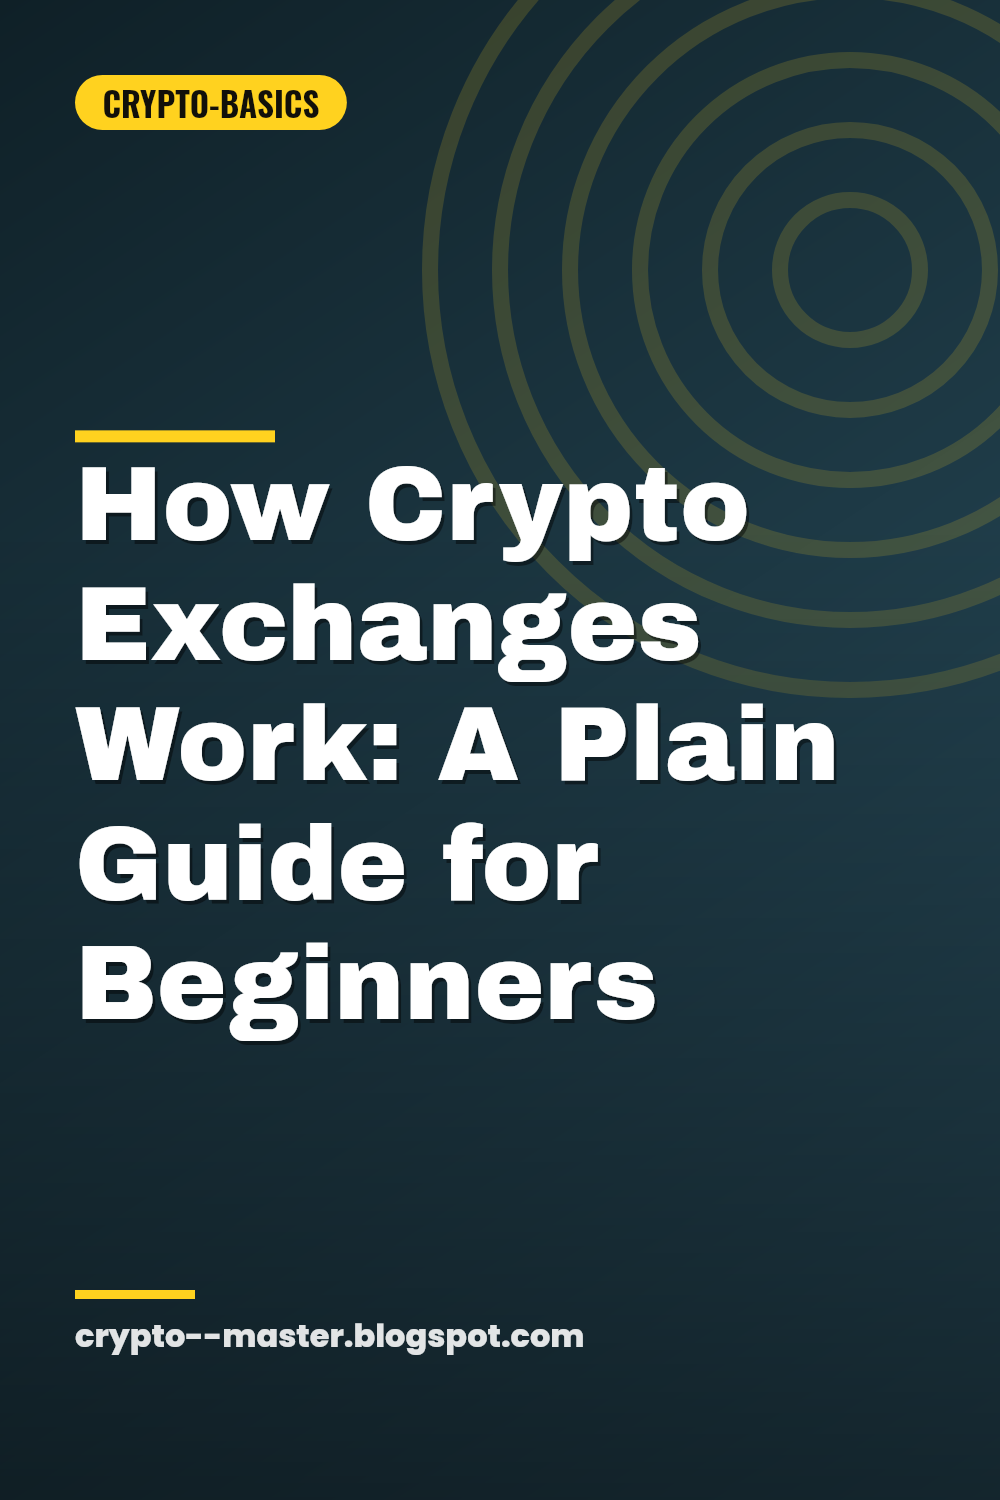 CRYPTO-BASICS
How Crypto
Exchanges
Work: A Plain
Guide for
Beginners
crypto--master.blogspot.com